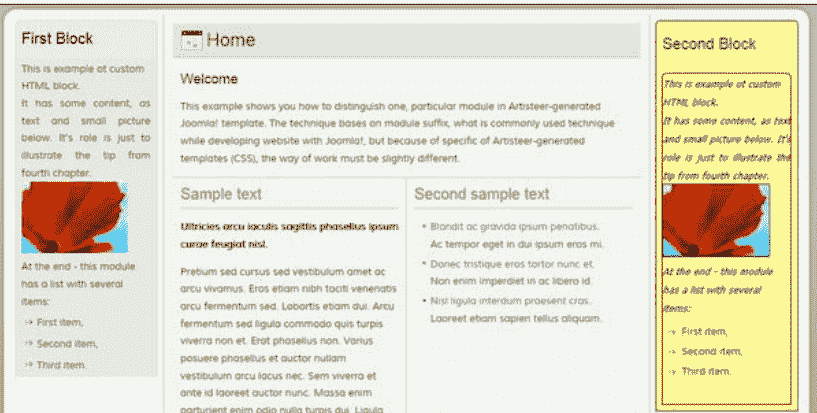 First Block
This is example of custom
HTML block.
It has some content, as
text and small picture
below. It's role is just to
illustrate the tip from
fourth chapter.
At the end - this module
has a list with several
items:
First item,
Second item,
Third item.
Home
Welcome
This example shows you how to distinguish one, particular module in Artisteer-generated
Joomla! template. The technique bases on module suffix, what is commonly used technique
while developing website with Joomla!, but because of specific of Artisteer-generated
templates (CSS), the way of work must be slightly different.
Sample text
Ultricies arcu iaculis sagittis phasellus ipsum
curae feugiat nisl.
Pretium sed cursus sed vestibulum amet ac
arcu vivamus. Eros etiam nibh taciti venenatis
arcu fermentum sed. Lobortis etiam dui. Arcu
fermentum sed ligula commodo quis turpis
viverra non et. Erat phasellus non. Varius
posuere phasellus et auctor nullam
vestibulum arcu lacus nec. Sem viverra et
ante id laoreet auctor nunc. Massa enim
parturient enim odio nulla turpis dui. Ligula
Second sample text
• Blandit ac gravida ipsum penatibus.
Ac tempor eget in dui ipsum eros mi.
• Donec tristique eros tortor nunc et.
Non enim imperdiet in ac libero id.
• Nisl ligula interdum praesent cras.
Laoreet etiam sapien tellus aliquam.
Second Block
This is example of custom
HTML block.
It has some content, as text
and small picture below. It's
role is just to illustrate the
tip from fourth chapter.
At the end - this module
has a list with several
items:
First item,
Second item,
Third item.